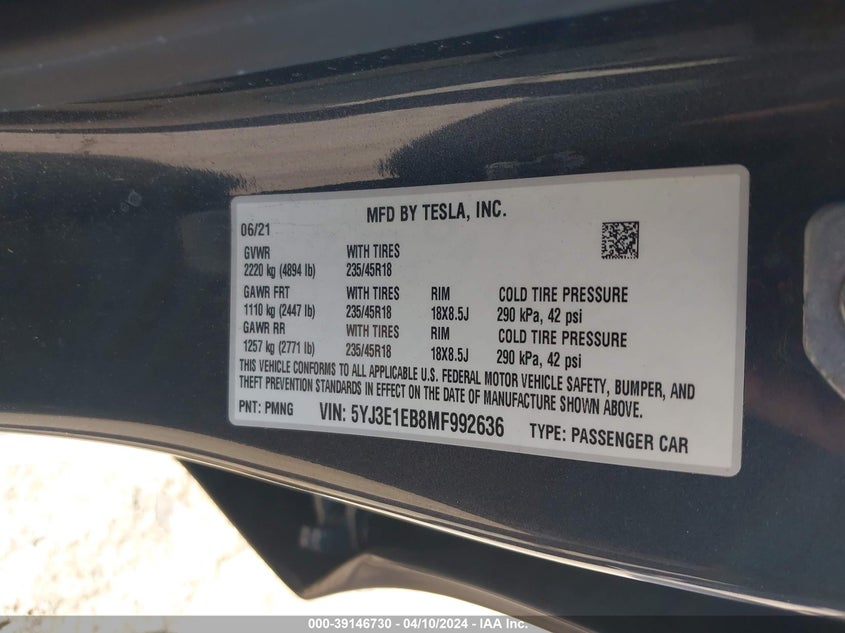 MFD BY TESLA, INC.
06/21
GVWR WITH TIRES
2220 kg (4894 lb) 235/45R18
GAWR FRT WITH TIRES RIM COLD TIRE PRESSURE
1110 kg (2447 lb) 235/45R18 18X8.5J 290 kPa, 42 psi
GAWR RR WITH TIRES COLD TIRE PRESSURE
1257 kg (2771 lb) 235/45R18 18X8.5J 290 kPa, 42 psi
THIS VEHICLE CONFORMS TO ALL APPLICABLE U.S. FEDERAL MOTOR VEHICLE SAFETY, BUMPER, AND
THEFT PREVENTION STANDARDS IN EFFECT ON THE DATE OF MANUFACTURE SHOWN ABOVE.
PNT: PMNG VIN: 5YJ3E1EB8MF992636 TYPE: PASSENGER CAR
000-39146730 - 04/10/2024 - IAA Inc.